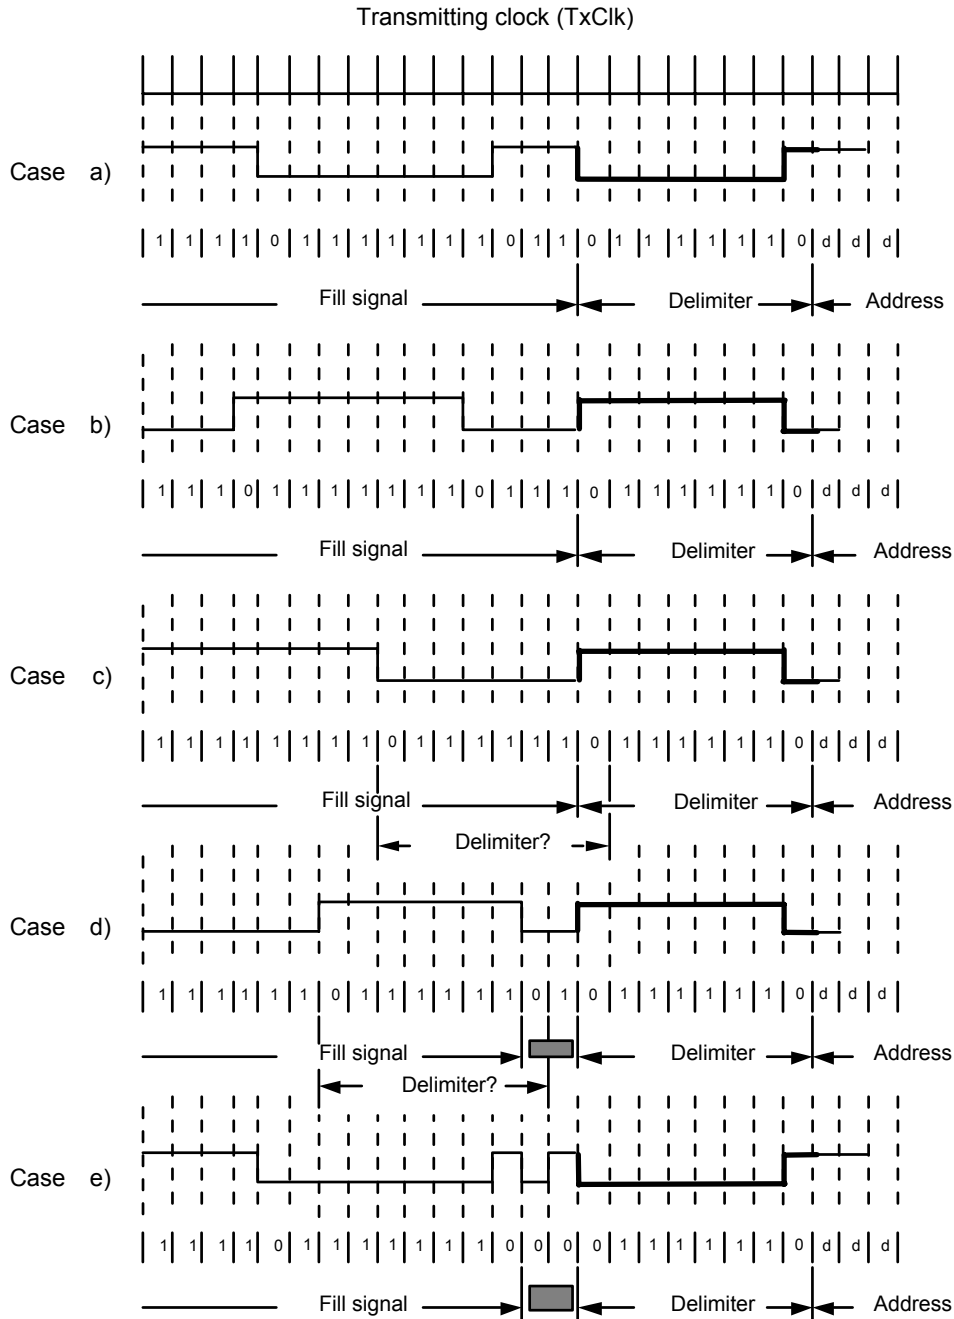 Transmitting clock (TxClk)
Case a)
1 1 1 1 0 1 1 1 1 1 1 1 0 1 1 0 1 1 1 1 1 1 0 d d d
Fill signal Delimiter Address
Case b)
1 1 1 0 1 1 1 1 1 1 1 0 1 1 1 0 1 1 1 1 1 1 0 d d d
Fill signal Delimiter Address
Case c)
1 1 1 1 1 1 1 1 0 1 1 1 1 1 1 0 1 1 1 1 1 1 0 d d d
Fill signal Delimiter Address
Delimiter?
Case d)
1 1 1 1 1 1 0 1 1 1 1 1 1 0 1 0 1 1 1 1 1 1 0 d d d
Fill signal Delimiter Address
Delimiter?
Case e)
1 1 1 1 0 1 1 1 1 1 1 1 0 0 0 0 1 1 1 1 1 1 0 d d d
Fill signal Delimiter Address